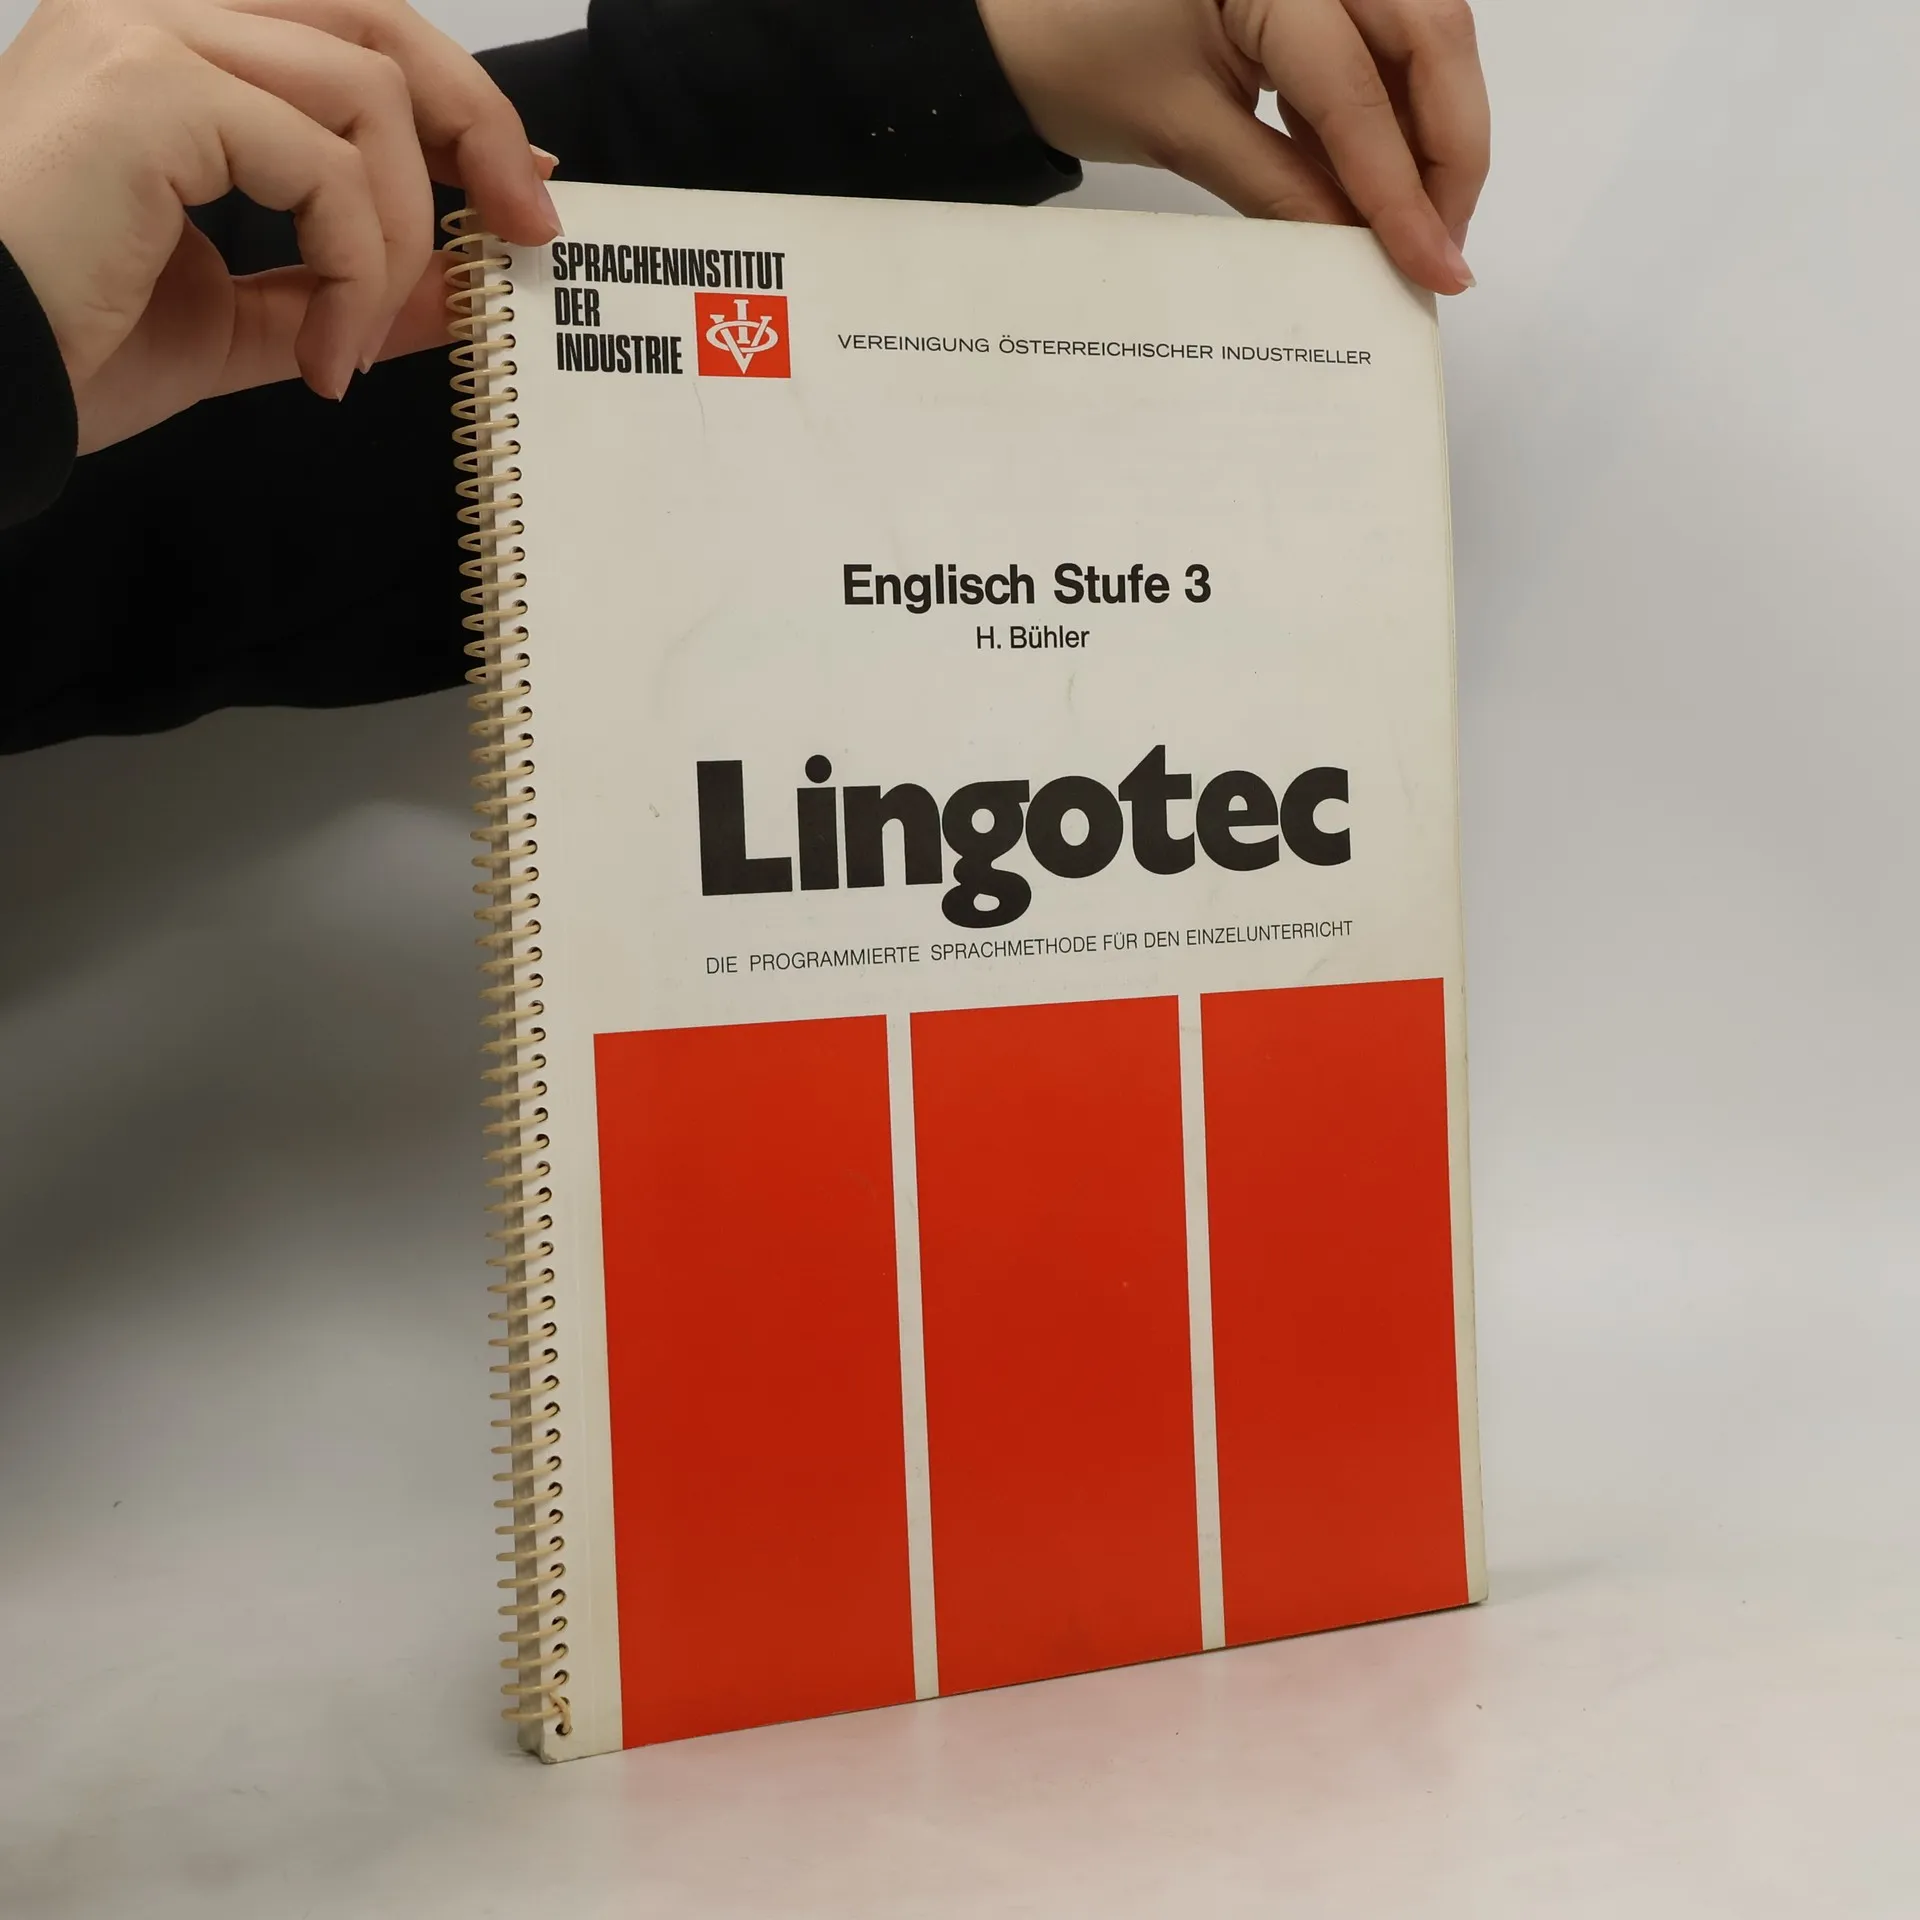 SPRACHENINSTITUT
DER
INDUSTRIE
VEREINIGUNG ÖSTERREICHISCHER INDUSTRIELLER
Englisch Stufe 3
H. Bühler
Lingotec
DIE PROGRAMMIERTE SPRACHMETHODE FÜR DEN EINZELUNTERRICHT